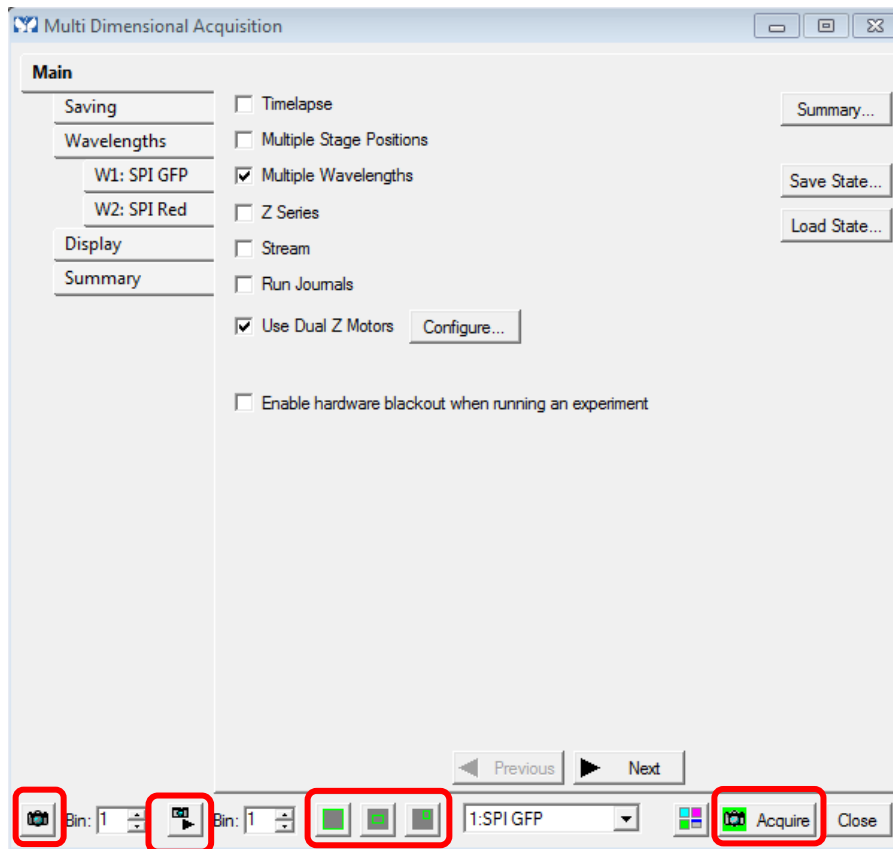 Multi Dimensional Acquisition
Main
Saving
Wavelengths
W1: SPI GFP
W2: SPI Red
Display
Summary
Timelapse
Multiple Stage Positions
Multiple Wavelengths
Z Series
Stream
Run Journals
Use Dual Z Motors
Configure...
Enable hardware blackout when running an experiment
Summary...
Save State...
Load State...
Previous
Next
Bin: 1
Bin: 1
1:SPI GFP
Acquire
Close